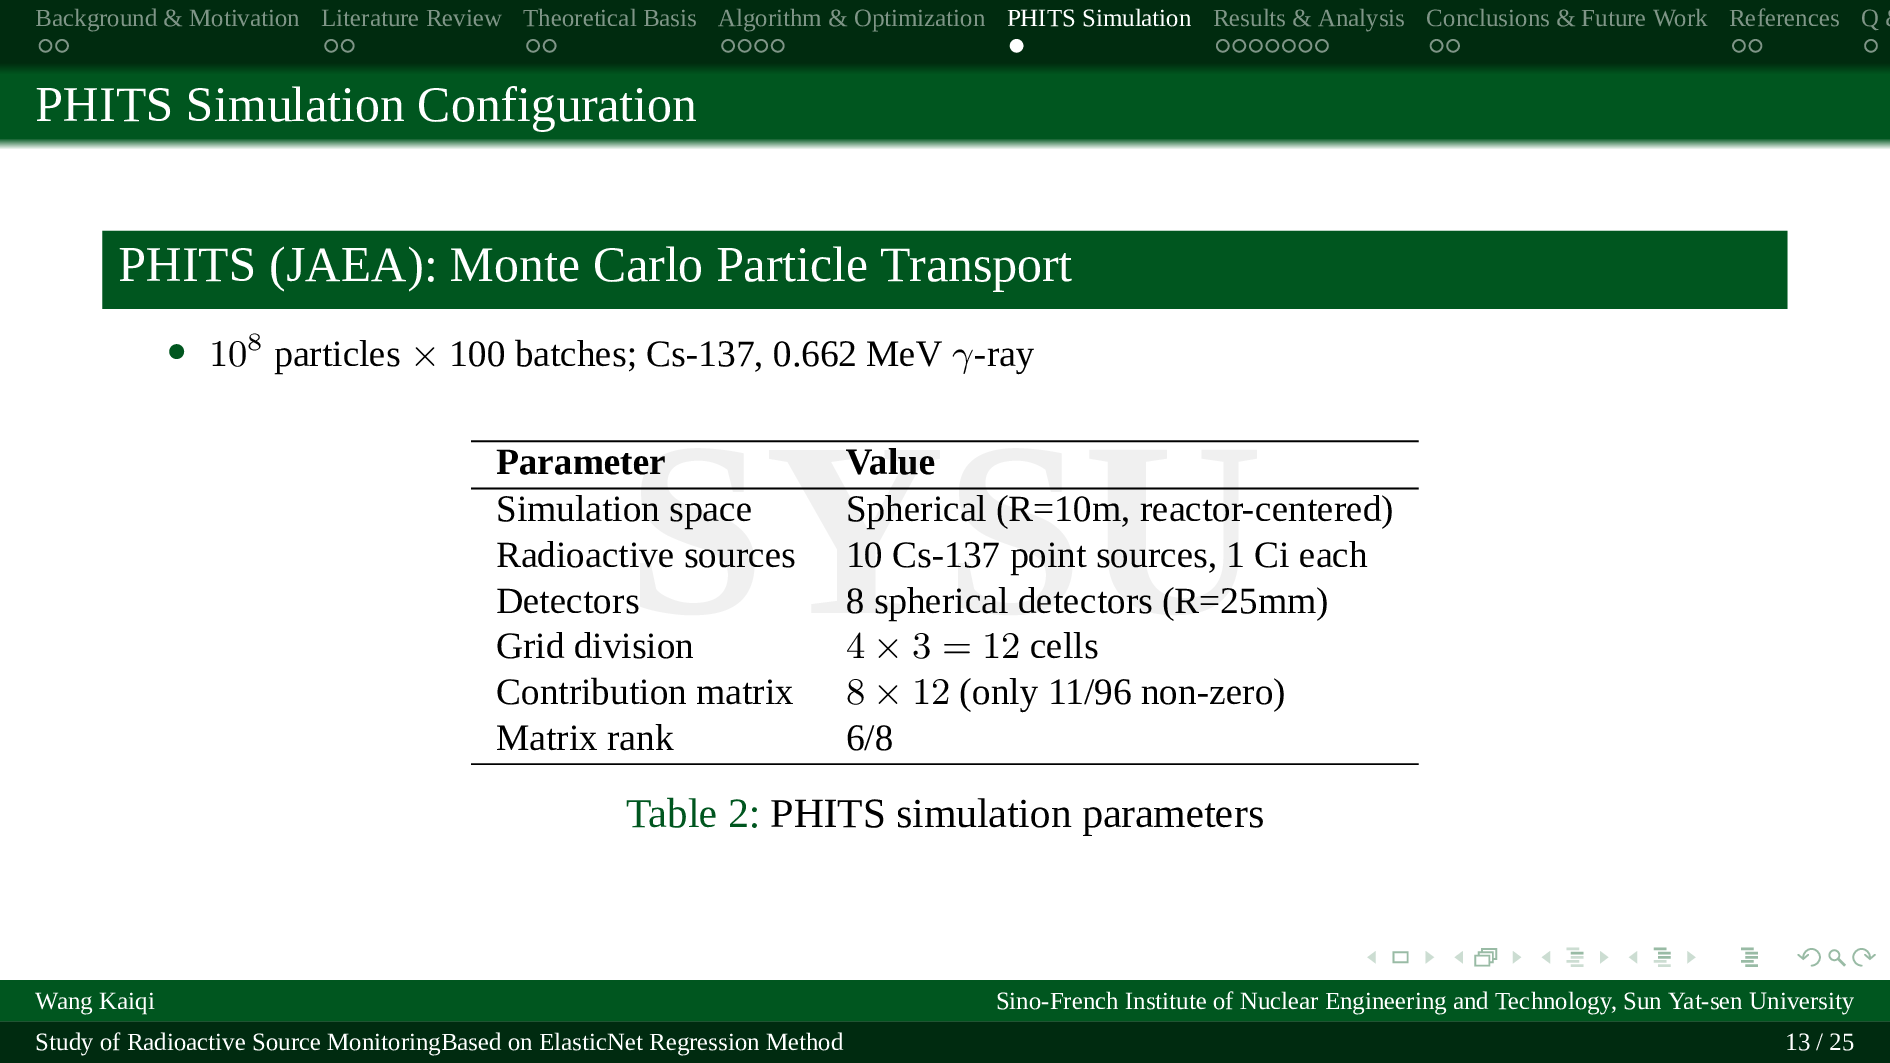 Background & Motivation Literature Review Theoretical Basis Algorithm & Optimization PHITS Simulation Results & Analysis Conclusions & Future Work References Q &
PHITS Simulation Configuration
PHITS (JAEA): Monte Carlo Particle Transport
• 10⁸ particles × 100 batches; Cs-137, 0.662 MeV γ-ray
SYSU
Parameter Value
Simulation space Spherical (R=10m, reactor-centered)
Radioactive sources 10 Cs-137 point sources, 1 Ci each
Detectors 8 spherical detectors (R=25mm)
Grid division 4 × 3 = 12 cells
Contribution matrix 8 × 12 (only 11/96 non-zero)
Matrix rank 6/8
Table 2: PHITS simulation parameters
Wang Kaiqi Sino-French Institute of Nuclear Engineering and Technology, Sun Yat-sen University
Study of Radioactive Source MonitoringBased on ElasticNet Regression Method 13 / 25